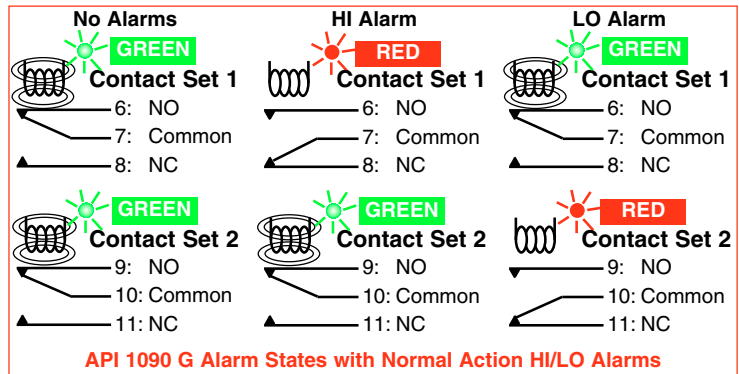 No Alarms HI Alarm LO Alarm
GREEN RED GREEN
Contact Set 1 Contact Set 1 Contact Set 1
6: NO 6: NO 6: NO
7: Common 7: Common 7: Common
8: NC 8: NC 8: NC
GREEN GREEN RED
Contact Set 2 Contact Set 2 Contact Set 2
9: NO 9: NO 9: NO
10: Common 10: Common 10: Common
11: NC 11: NC 11: NC
API 1090 G Alarm States with Normal Action HI/LO Alarms